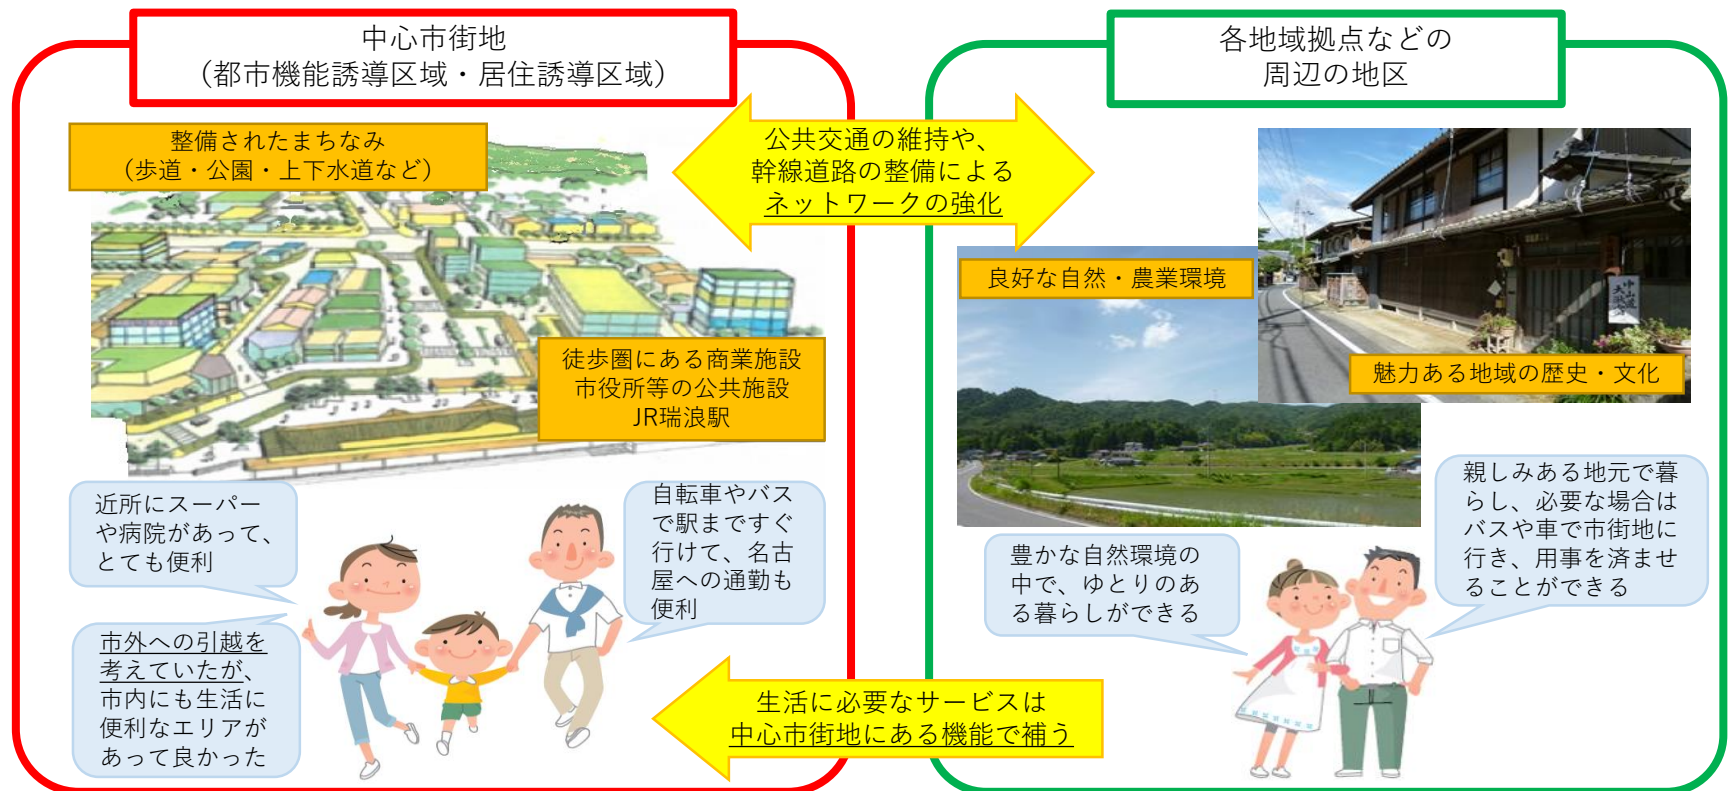 中心市街地
（都市機能誘導区域・居住誘導区域）
整備されたまちなみ
（歩道・公園・上下水道など）
徒歩圏にある商業施設
市役所等の公共施設
JR瑞浪駅
近所にスーパー
や病院があって、
とても便利
自転車やバス
で駅まですぐ
行けて、名古
屋への通勤も
便利
市外への引越を
考えていたが、
市内にも生活に
便利なエリアが
あって良かった
公共交通の維持や、
幹線道路の整備による
ネットワークの強化
生活に必要なサービスは
中心市街地にある機能で補う
各地域拠点などの
周辺の地区
良好な自然・農業環境
中山道
大湫宿
魅力ある地域の歴史・文化
豊かな自然環境の
中で、ゆとりのあ
る暮らしができる
親しみある地元で暮
らし、必要な場合は
バスや車で市街地に
行き、用事を済ませ
ることができる